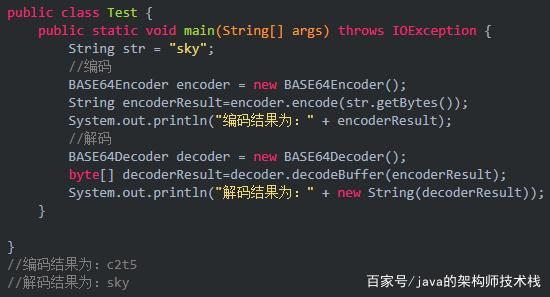 public class Test {
    public static void main(String[] args) throws IOException {
        String str = "sky";
        //编码
        BASE64Encoder encoder = new BASE64Encoder();
        String encoderResult=encoder.encode(str.getBytes());
        System.out.println("编码结果为：" + encoderResult);
        //解码
        BASE64Decoder decoder = new BASE64Decoder();
        byte[] decoderResult=decoder.decodeBuffer(encoderResult);
        System.out.println("解码结果为：" + new String(decoderResult));
    }
}
//编码结果为：c2t5
//解码结果为：sky
百家号/java的架构师技术栈